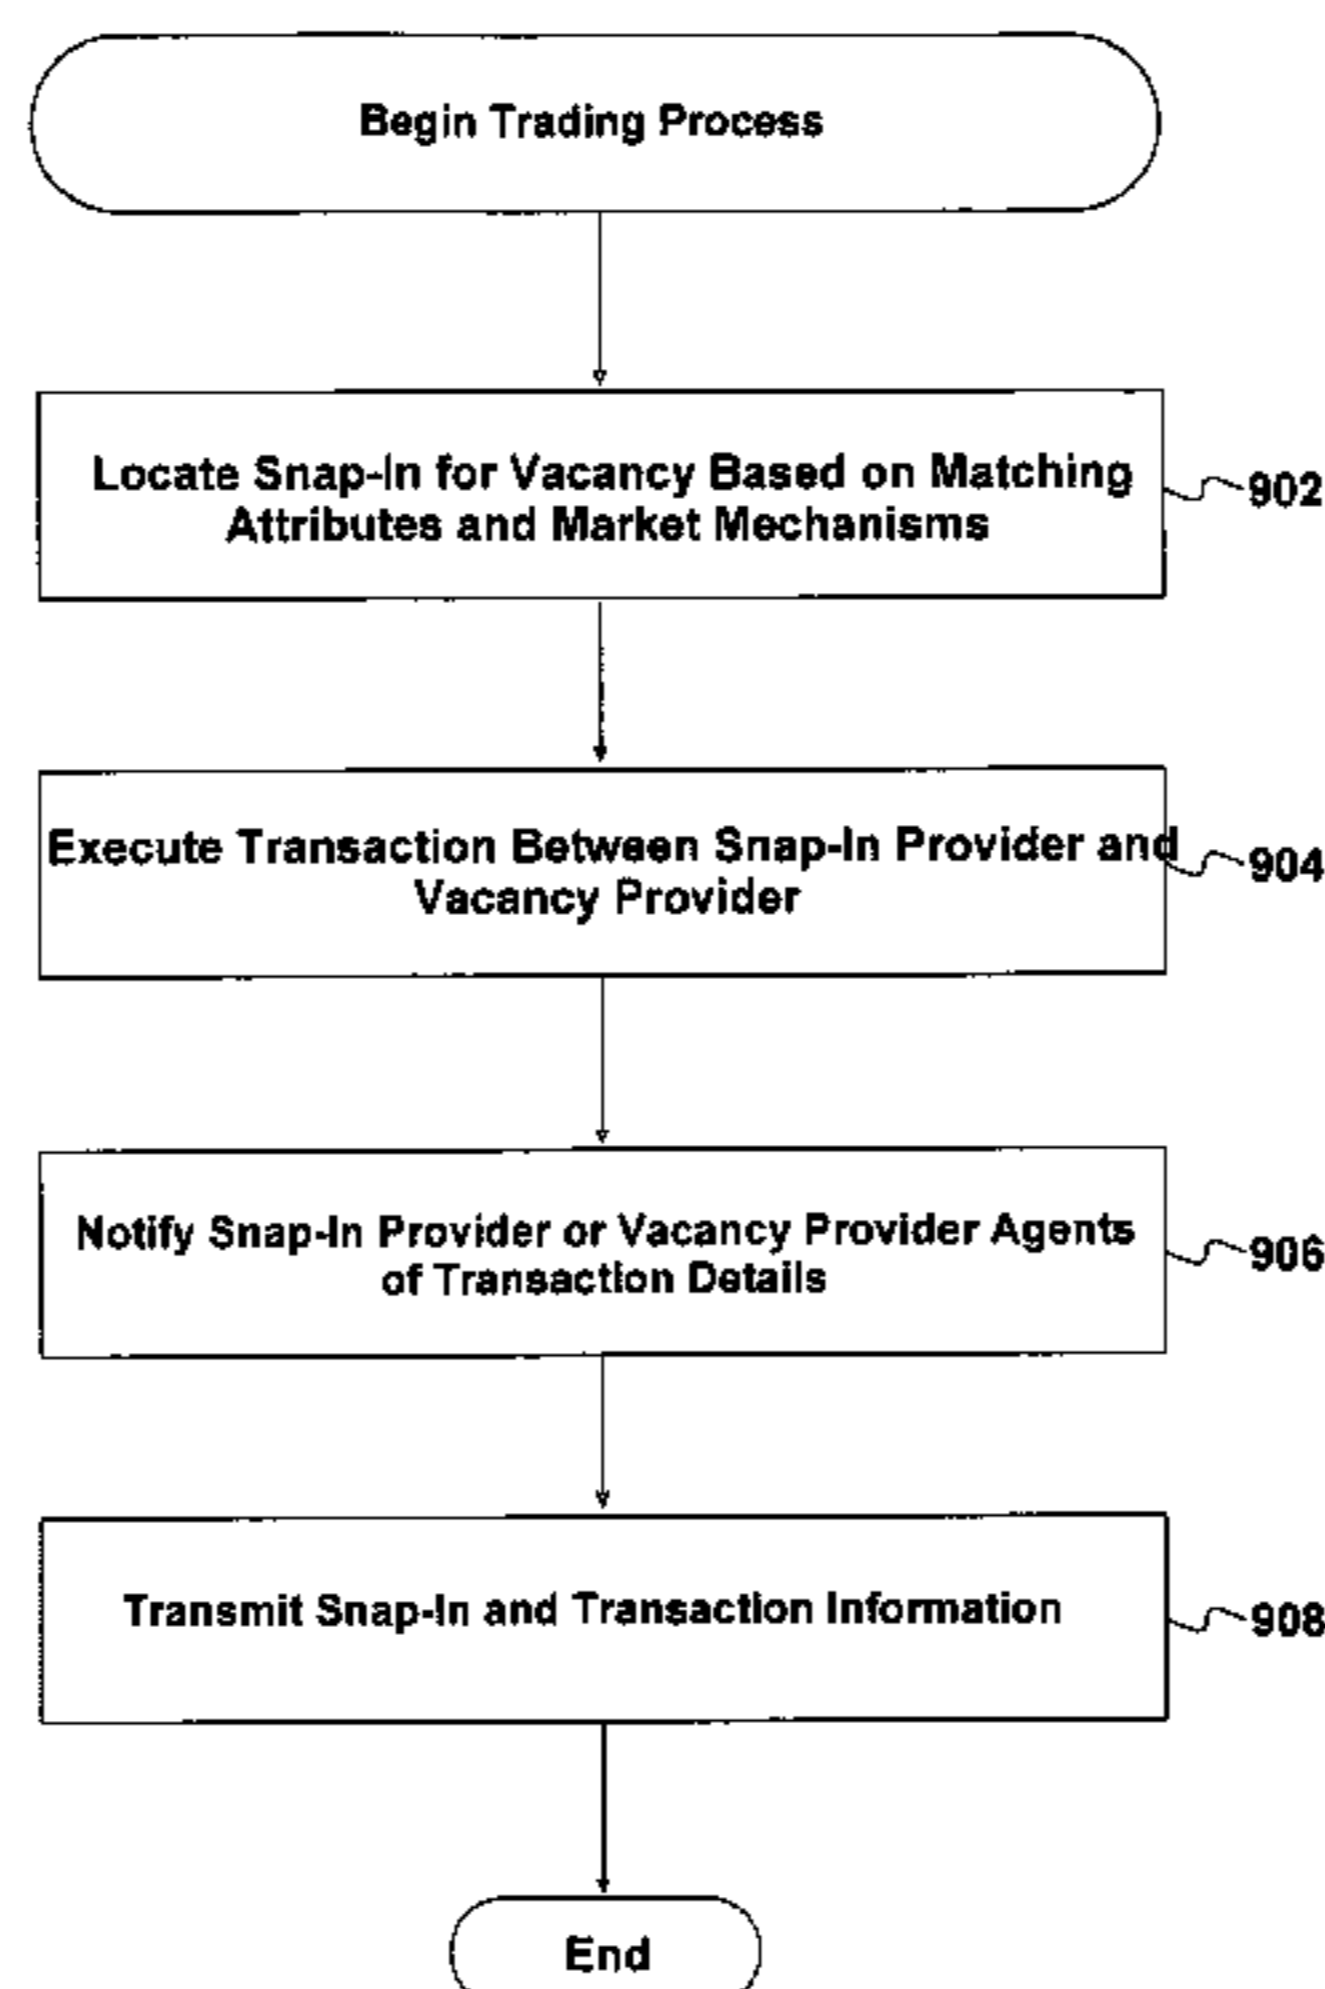 Begin Trading Process
Locate Snap-In for Vacancy Based on Matching
Attributes and Market Mechanisms
902
Execute Transaction Between Snap-In Provider and
Vacancy Provider
904
Notify Snap-In Provider or Vacancy Provider Agents
of Transaction Details
906
Transmit Snap-In and Transaction Information
908
End